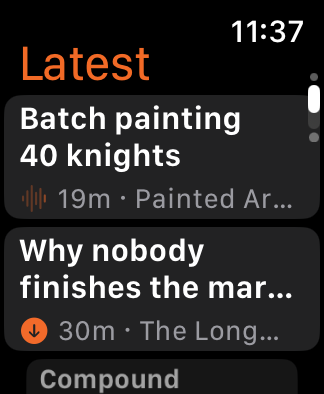 11:37
Latest
Batch painting
40 knights
19m · Painted Ar…
Why nobody
finishes the mar…
30m · The Long…
Compound